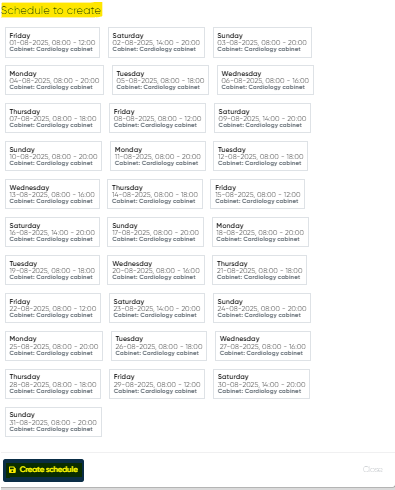 Schedule to create
Friday
01-08-2025, 08:00 - 12:00
Cabinet: Cardiology cabinet
Saturday
02-08-2025, 14:00 - 20:00
Cabinet: Cardiology cabinet
Sunday
03-08-2025, 08:00 - 20:00
Cabinet: Cardiology cabinet
Monday
04-08-2025, 08:00 - 20:00
Cabinet: Cardiology cabinet
Tuesday
05-08-2025, 08:00 - 18:00
Cabinet: Cardiology cabinet
Wednesday
06-08-2025, 08:00 - 16:00
Cabinet: Cardiology cabinet
Thursday
07-08-2025, 08:00 - 18:00
Cabinet: Cardiology cabinet
Friday
08-08-2025, 08:00 - 12:00
Cabinet: Cardiology cabinet
Saturday
09-08-2025, 14:00 - 20:00
Cabinet: Cardiology cabinet
Sunday
10-08-2025, 08:00 - 20:00
Cabinet: Cardiology cabinet
Monday
11-08-2025, 08:00 - 20:00
Cabinet: Cardiology cabinet
Tuesday
12-08-2025, 08:00 - 18:00
Cabinet: Cardiology cabinet
Wednesday
13-08-2025, 08:00 - 16:00
Cabinet: Cardiology cabinet
Thursday
14-08-2025, 08:00 - 18:00
Cabinet: Cardiology cabinet
Friday
15-08-2025, 08:00 - 12:00
Cabinet: Cardiology cabinet
Saturday
16-08-2025, 14:00 - 20:00
Cabinet: Cardiology cabinet
Sunday
17-08-2025, 08:00 - 20:00
Cabinet: Cardiology cabinet
Monday
18-08-2025, 08:00 - 20:00
Cabinet: Cardiology cabinet
Tuesday
19-08-2025, 08:00 - 18:00
Cabinet: Cardiology cabinet
Wednesday
20-08-2025, 08:00 - 16:00
Cabinet: Cardiology cabinet
Thursday
21-08-2025, 08:00 - 18:00
Cabinet: Cardiology cabinet
Friday
22-08-2025, 08:00 - 12:00
Cabinet: Cardiology cabinet
Saturday
23-08-2025, 14:00 - 20:00
Cabinet: Cardiology cabinet
Sunday
24-08-2025, 08:00 - 20:00
Cabinet: Cardiology cabinet
Monday
25-08-2025, 08:00 - 20:00
Cabinet: Cardiology cabinet
Tuesday
26-08-2025, 08:00 - 18:00
Cabinet: Cardiology cabinet
Wednesday
27-08-2025, 08:00 - 16:00
Cabinet: Cardiology cabinet
Thursday
28-08-2025, 08:00 - 18:00
Cabinet: Cardiology cabinet
Friday
29-08-2025, 08:00 - 12:00
Cabinet: Cardiology cabinet
Saturday
30-08-2025, 14:00 - 20:00
Cabinet: Cardiology cabinet
Sunday
31-08-2025, 08:00 - 20:00
Cabinet: Cardiology cabinet
Create schedule
Close